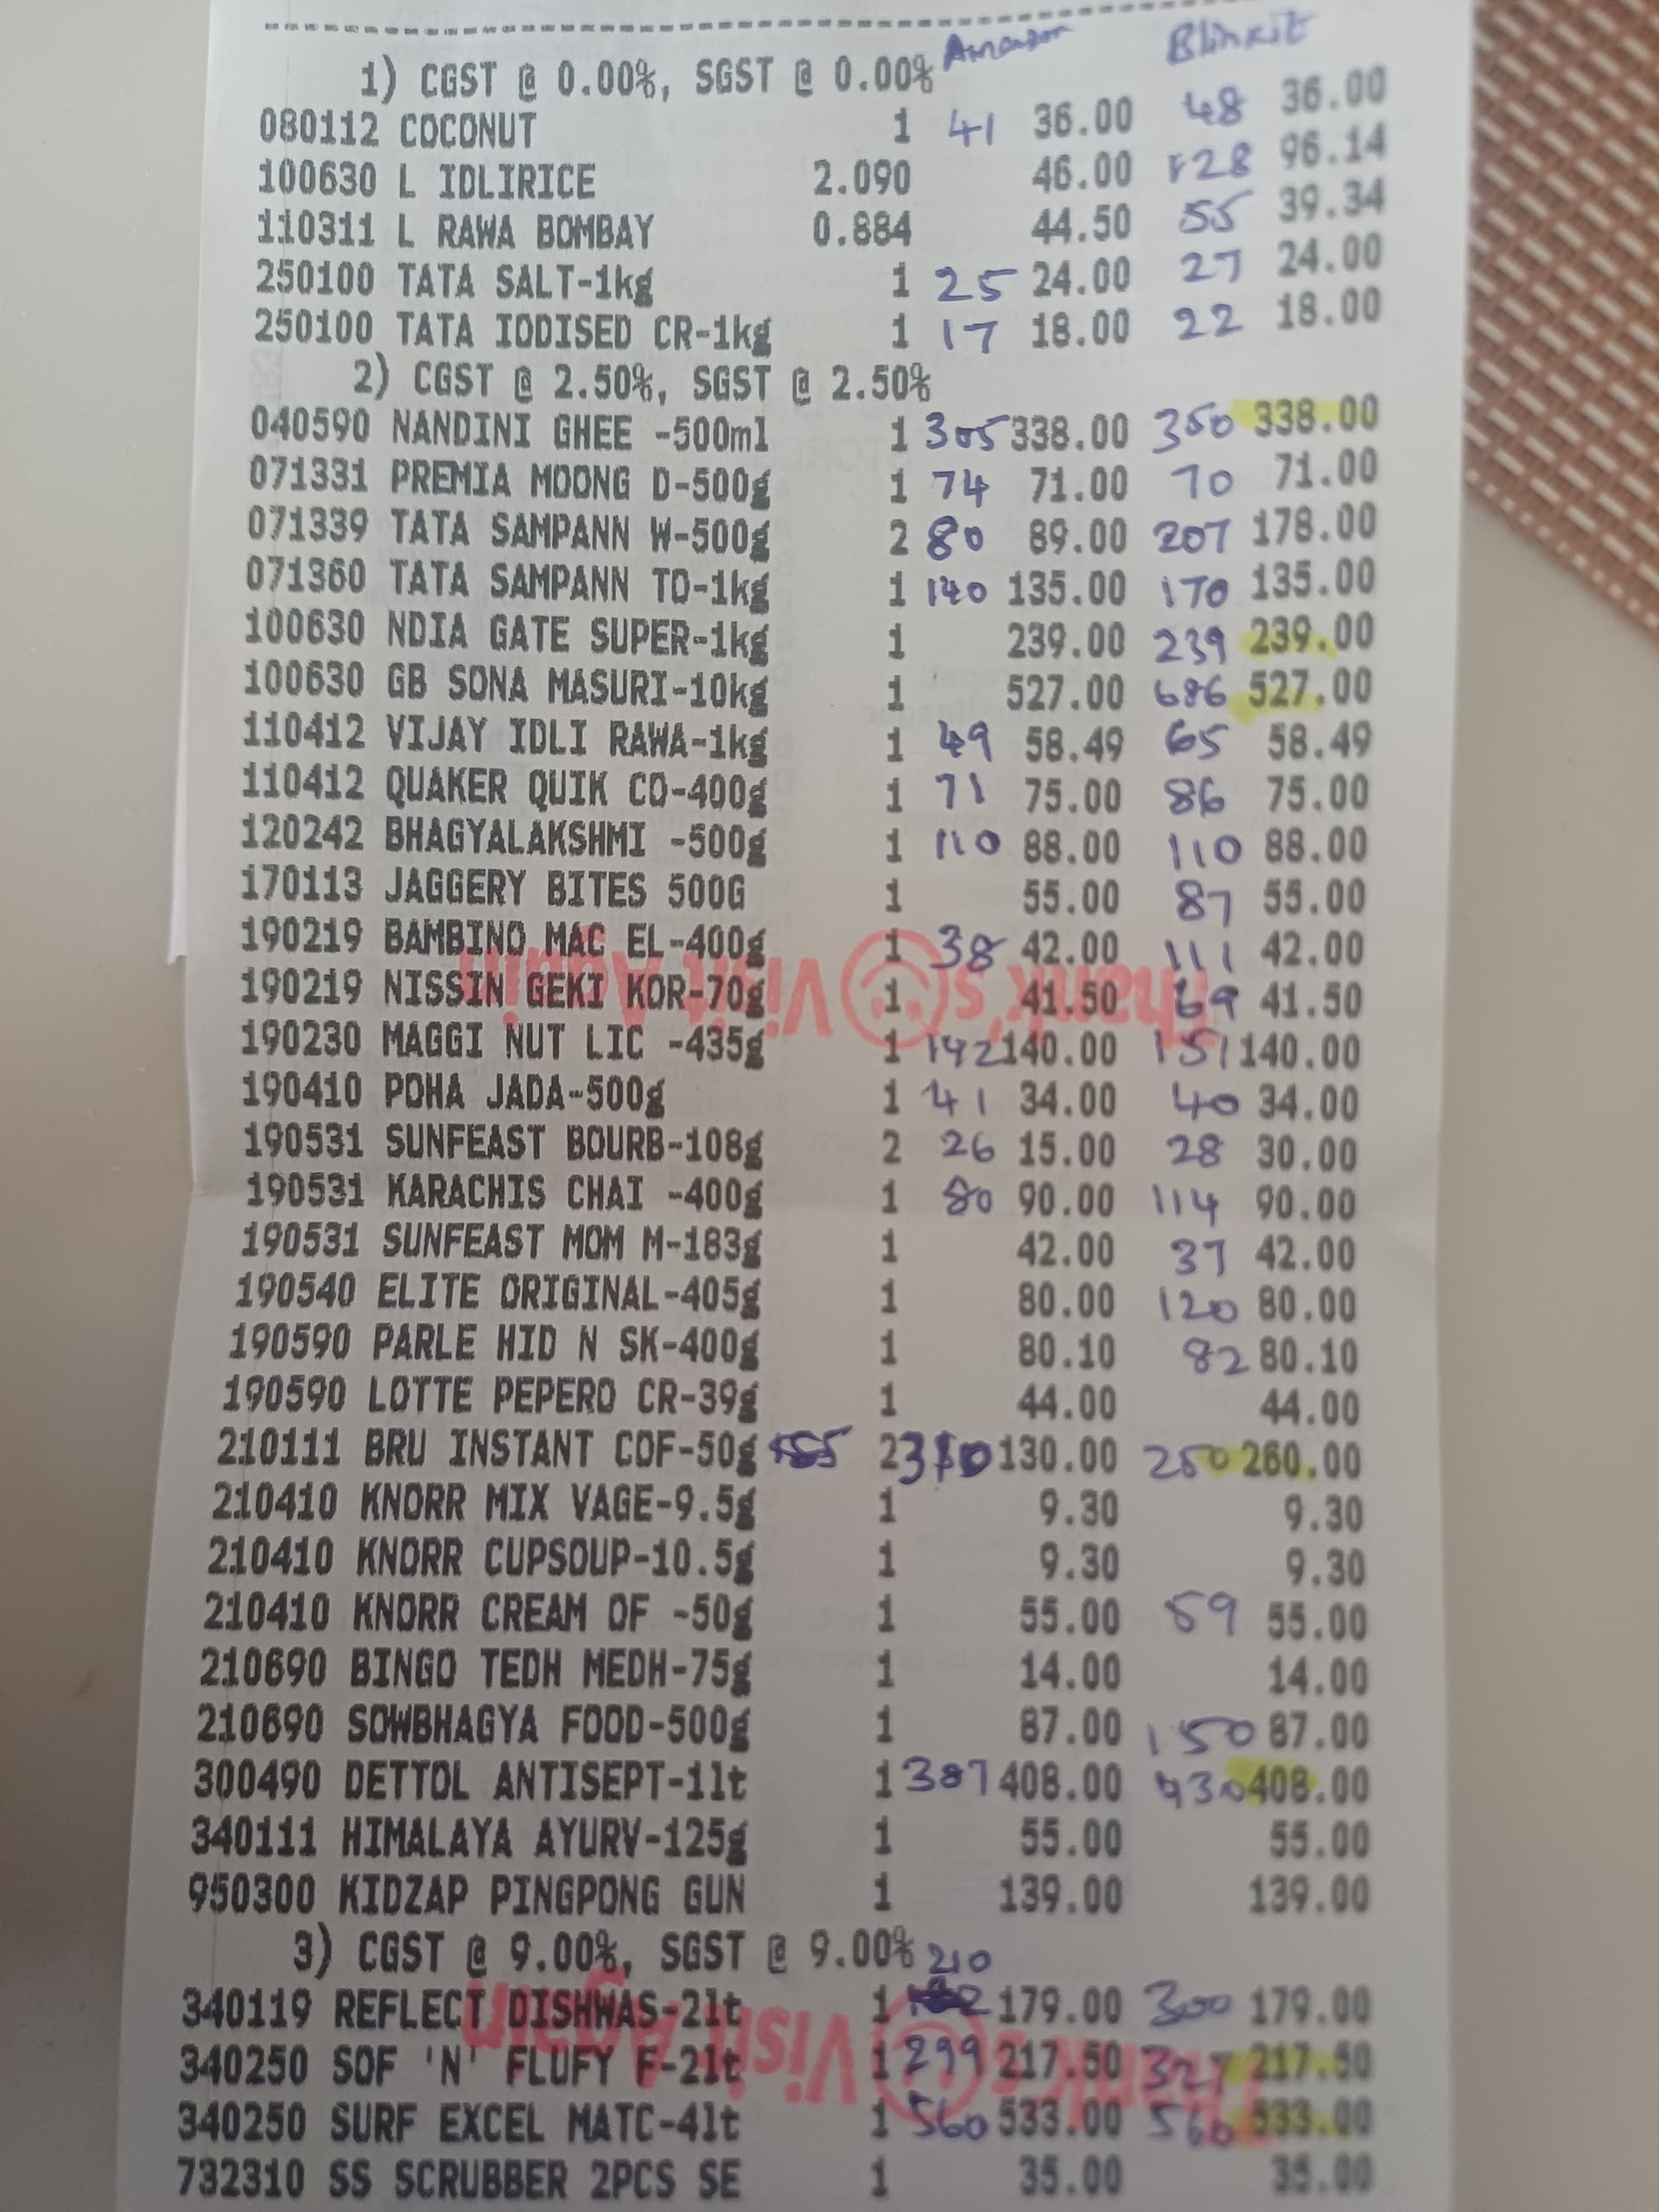 Amazon Blinkit
1) CGST @ 0.00%, SGST @ 0.00%
080112 COCONUT 1 41 36.00 48 36.00
100630 L IDLIRICE 2.090 46.00 128 96.14
110311 L RAWA BOMBAY 0.884 44.50 55 39.34
250100 TATA SALT-1kg 1 25 24.00 27 24.00
250100 TATA IODISED CR-1kg 1 17 18.00 22 18.00
2) CGST @ 2.50%, SGST @ 2.50%
040590 NANDINI GHEE -500ml 1 305 338.00 350 338.00
071331 PREMIA MOONG D-500g 1 74 71.00 70 71.00
071339 TATA SAMPANN W-500g 2 80 89.00 207 178.00
071360 TATA SAMPANN TD-1kg 1 140 135.00 170 135.00
100630 NDIA GATE SUPER-1kg 1 239.00 239 239.00
100630 GB SONA MASURI-10kg 1 527.00 686 527.00
110412 VIJAY IDLI RAWA-1kg 1 49 58.49 65 58.49
110412 QUAKER QUIK CO-400g 1 71 75.00 86 75.00
120242 BHAGYALAKSHMI -500g 1 110 88.00 110 88.00
170113 JAGGERY BITES 500G 1 55.00 87 55.00
190219 BAMBINO MAC EL-400g 1 38 42.00 111 42.00
190219 NISSIN GEKI KOR-70g 1 41.50 69 41.50
Thank's Visit Again
190230 MAGGI NUT LIC -435g 1 142 140.00 151 140.00
190410 POHA JADA-500g 1 41 34.00 40 34.00
190531 SUNFEAST BOURB-108g 2 26 15.00 28 30.00
190531 KARACHIS CHAI -400g 1 80 90.00 114 90.00
190531 SUNFEAST MOM M-183g 1 42.00 37 42.00
190540 ELITE ORIGINAL-405g 1 80.00 120 80.00
190590 PARLE HID N SK-400g 1 80.10 82 80.10
190590 LOTTE PEPERO CR-39g 1 44.00 44.00
210111 BRU INSTANT COF-50g 2 310 130.00 250 260.00
210410 KNORR MIX VAGE-9.5g 1 9.30 9.30
210410 KNORR CUPSOUP-10.5g 1 9.30 9.30
210410 KNORR CREAM OF -50g 1 55.00 59 55.00
210690 BINGO TEDH MEDH-75g 1 14.00 14.00
210690 SOWBHAGYA FOOD-500g 1 87.00 150 87.00
300490 DETTOL ANTISEPT-1lt 1 387 408.00 430 408.00
340111 HIMALAYA AYURV-125g 1 55.00 55.00
950300 KIDZAP PINGPONG GUN 1 139.00 139.00
3) CGST @ 9.00%, SGST @ 9.00% 210
340119 REFLECT DISHWAS-2lt 1 179.00 300 179.00
340250 SOF 'N' FLUFY F-2lt 1 299 217.50 327 217.50
Thank's Visit Again
340250 SURF EXCEL MATC-4lt 1 560 533.00 560 533.00
732310 SS SCRUBBER 2PCS SE 1 35.00 35.00